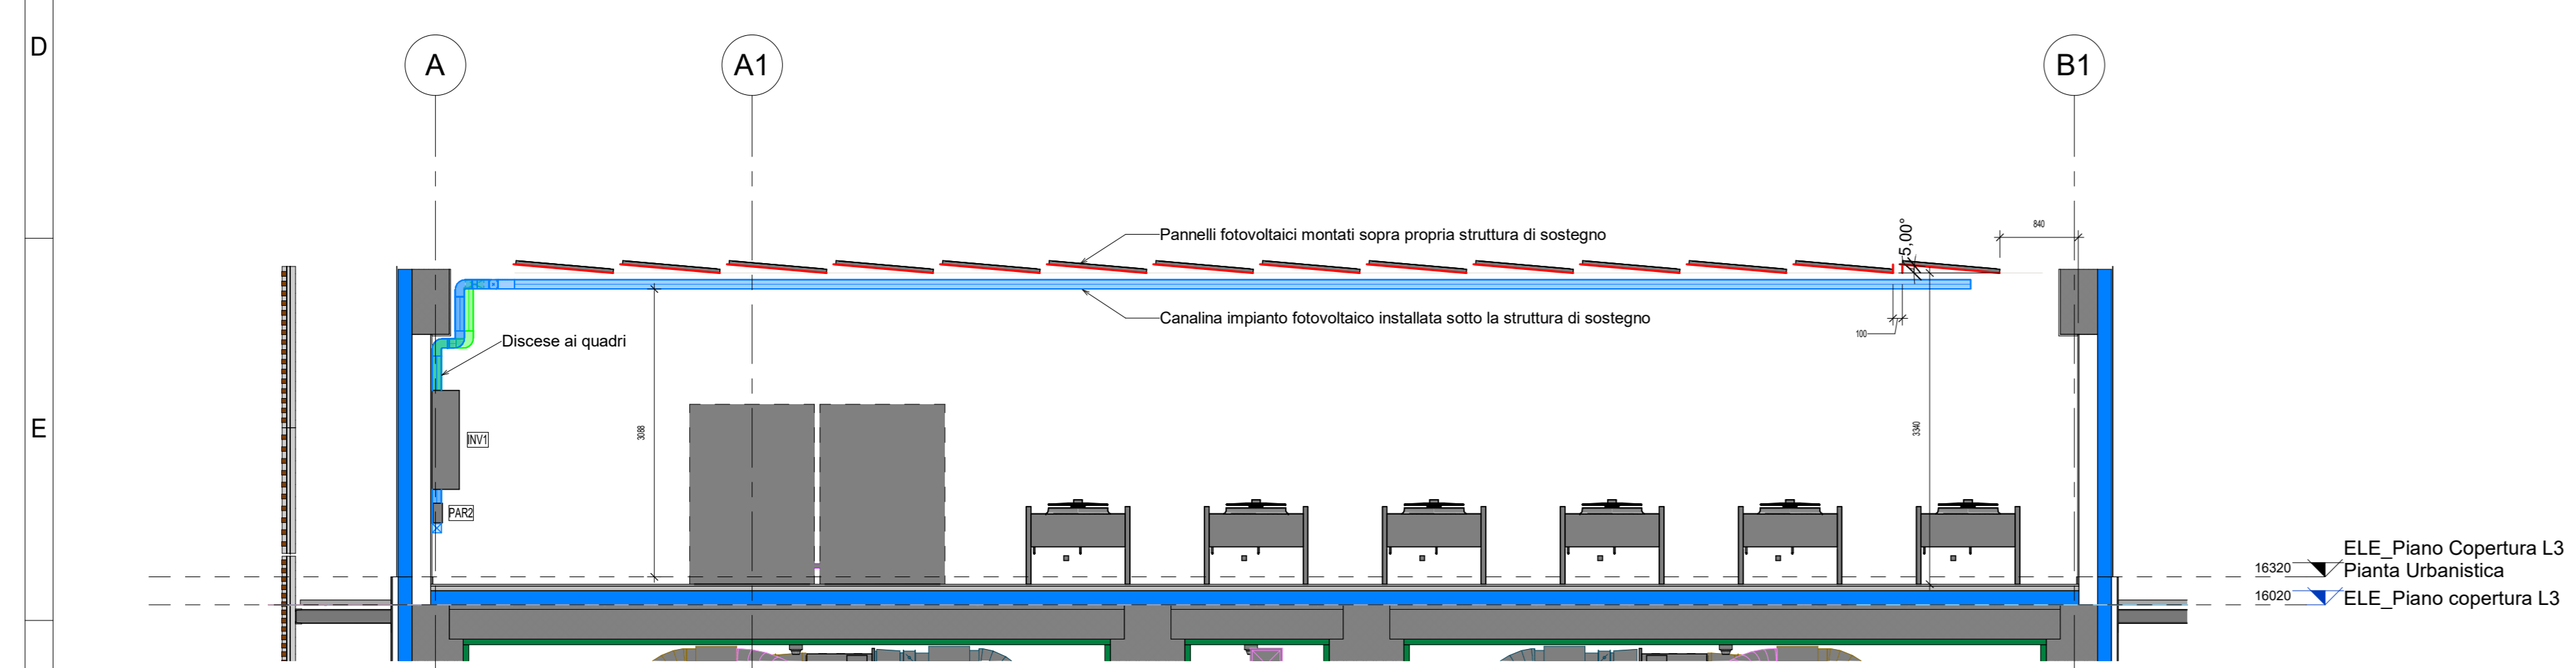 D
A
A1
B1
840
5,00°
Pannelli fotovoltaici montati sopra propria struttura di sostegno
Canalina impianto fotovoltaico installata sotto la struttura di sostegno
100
Discese ai quadri
E
3088
3340
INV1
PAR2
ELE_Piano Copertura L3
16320
Pianta Urbanistica
16020
ELE_Piano copertura L3